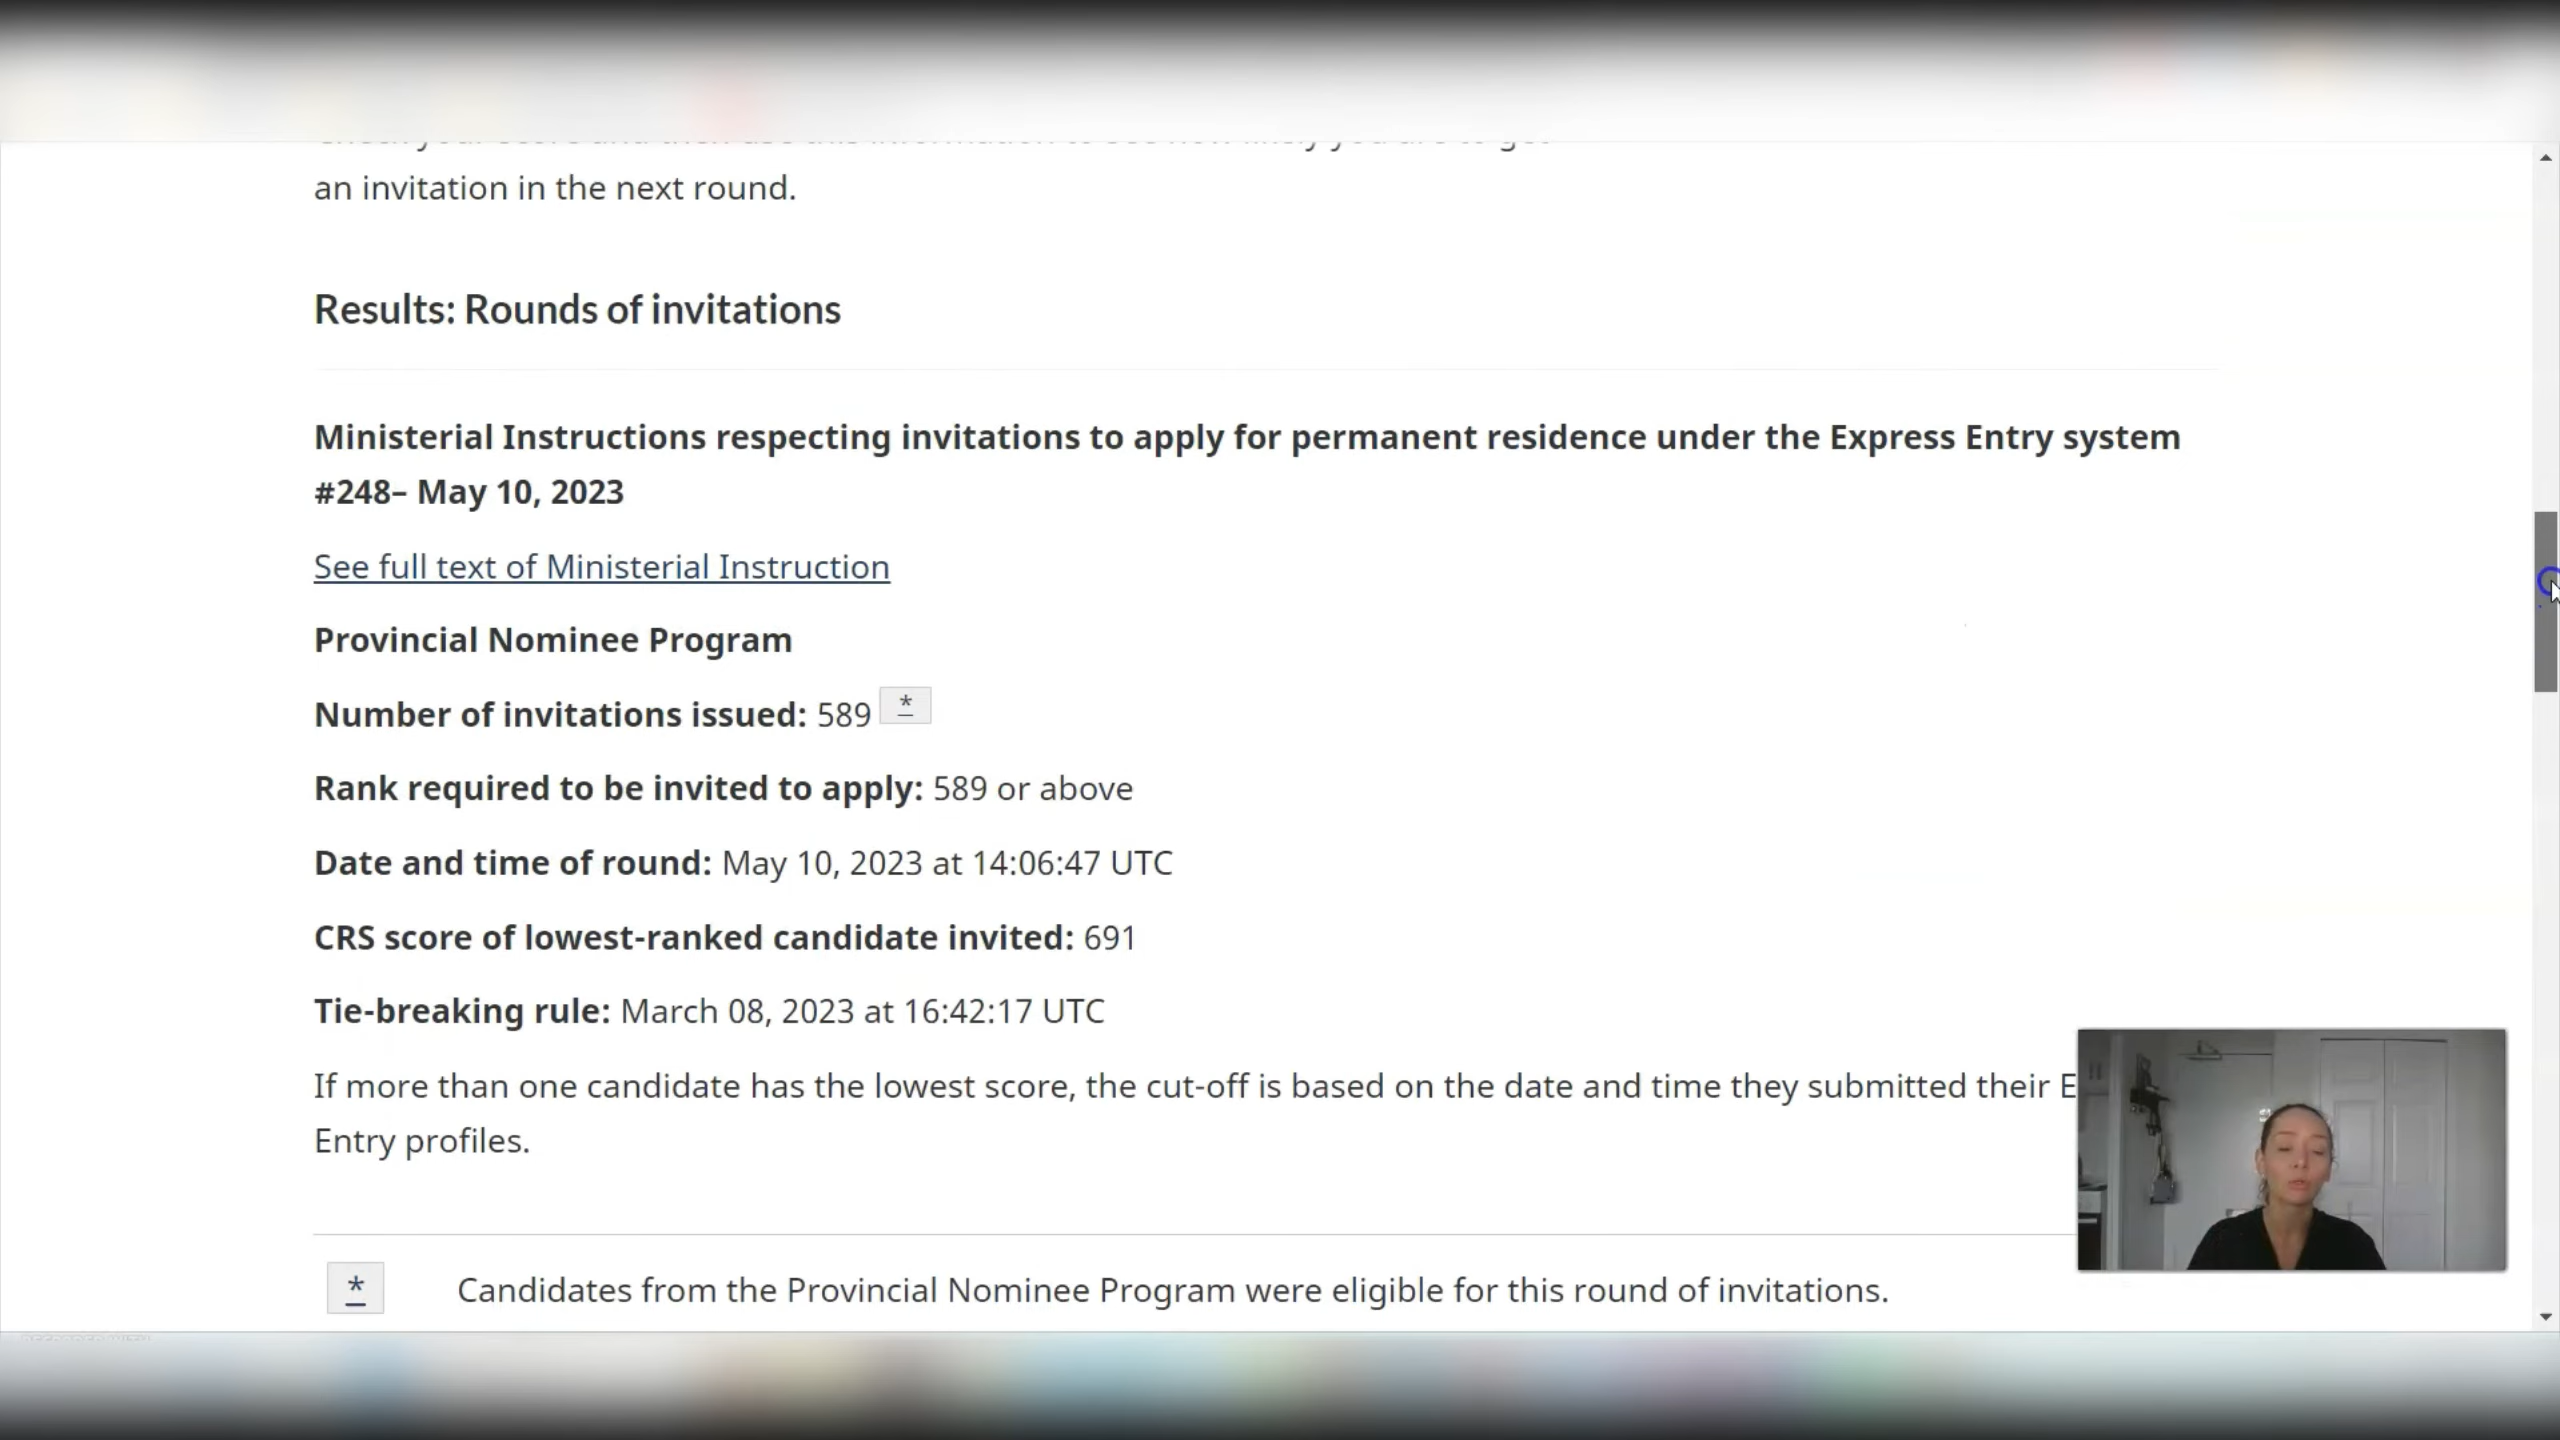 an invitation in the next round.
Results: Rounds of invitations
Ministerial Instructions respecting invitations to apply for permanent residence under the Express Entry system
#248– May 10, 2023
See full text of Ministerial Instruction
Provincial Nominee Program
Number of invitations issued: 589 *
Rank required to be invited to apply: 589 or above
Date and time of round: May 10, 2023 at 14:06:47 UTC
CRS score of lowest-ranked candidate invited: 691
Tie-breaking rule: March 08, 2023 at 16:42:17 UTC
If more than one candidate has the lowest score, the cut-off is based on the date and time they submitted their E
Entry profiles.
* Candidates from the Provincial Nominee Program were eligible for this round of invitations.